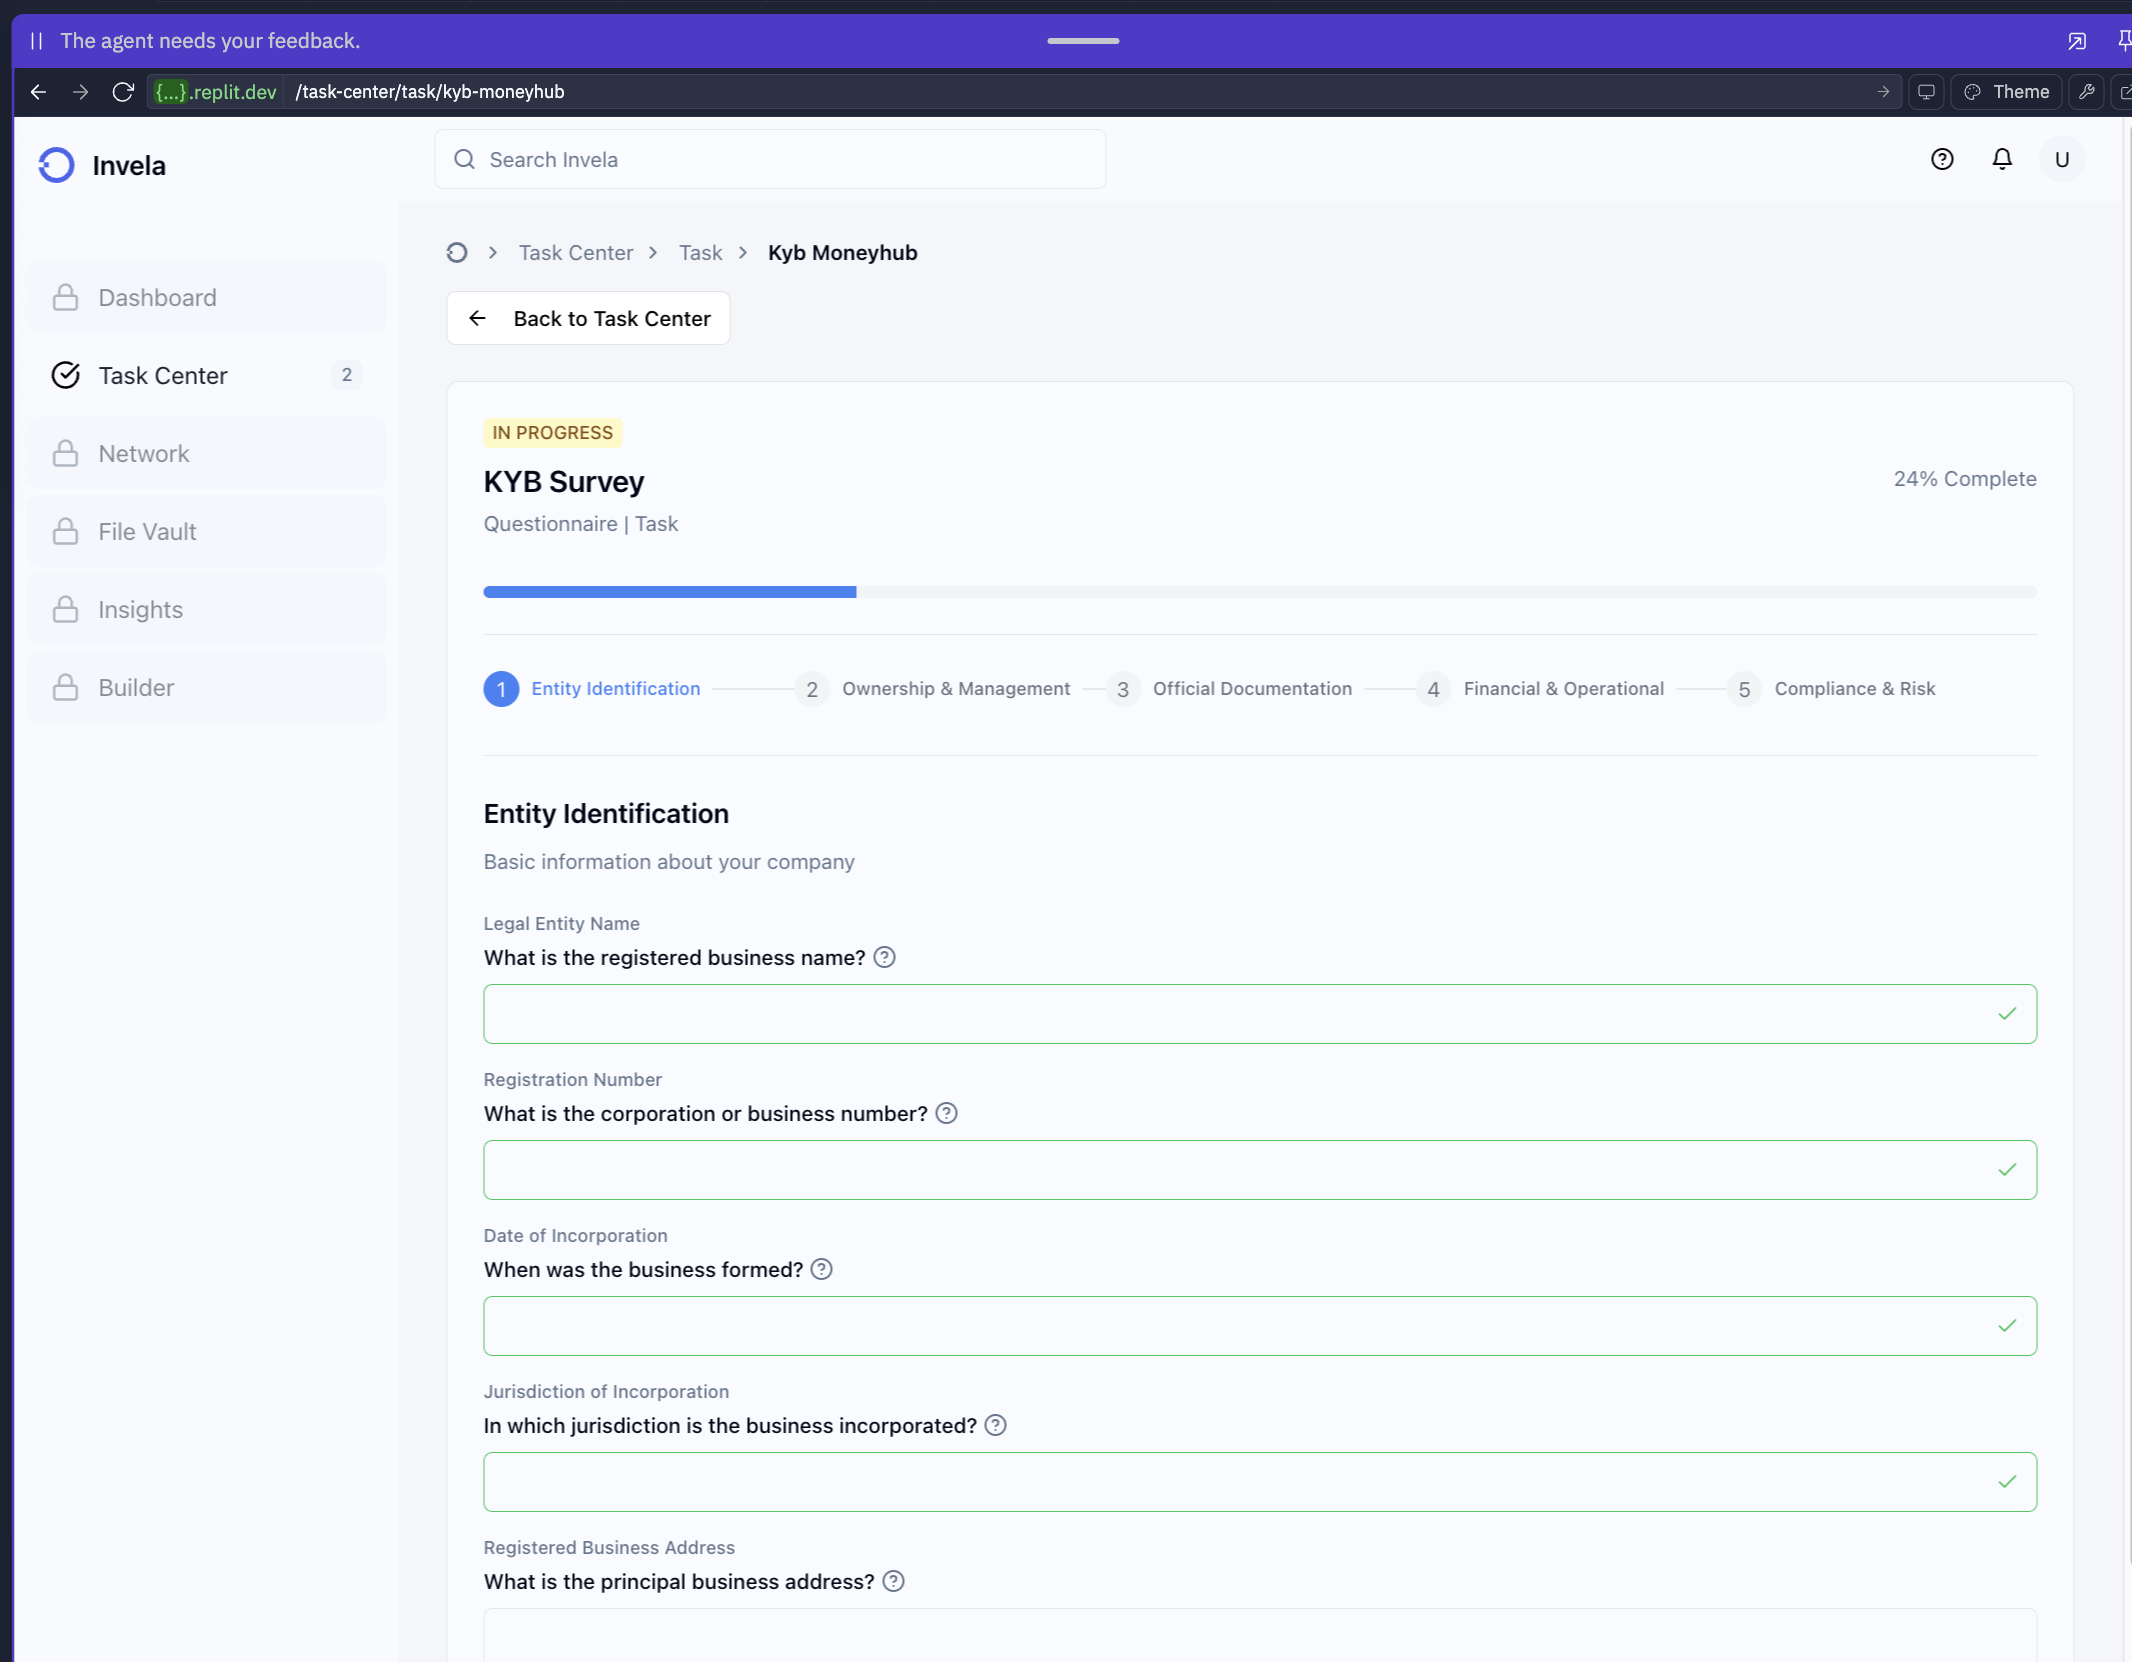 The agent needs your feedback.
{...}.replit.dev /task-center/task/kyb-moneyhub
Theme
Invela
Search Invela
U
Task Center Task Kyb Moneyhub
Back to Task Center
Dashboard
Task Center 2
Network
File Vault
Insights
Builder
IN PROGRESS
KYB Survey
24% Complete
Questionnaire | Task
1 Entity Identification 2 Ownership & Management 3 Official Documentation 4 Financial & Operational 5 Compliance & Risk
Entity Identification
Basic information about your company
Legal Entity Name
What is the registered business name?
Registration Number
What is the corporation or business number?
Date of Incorporation
When was the business formed?
Jurisdiction of Incorporation
In which jurisdiction is the business incorporated?
Registered Business Address
What is the principal business address?